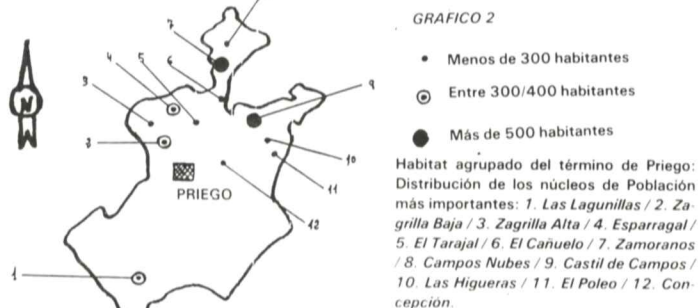 GRAFICO 2
Menos de 300 habitantes
Entre 300/400 habitantes
Más de 500 habitantes
Habitat agrupado del término de Priego:
Distribución de los núcleos de Población
más importantes: 1. Las Lagunillas / 2. Za-
grilla Baja / 3. Zagrilla Alta / 4. Esparragal /
5. El Tarajal / 6. El Cañuelo / 7. Zamoranos
/ 8. Campos Nubes / 9. Castil de Campos /
10. Las Higueras / 11. El Poleo / 12. Con-
cepción.
7
4
5
6
9
3
N
10
PRIEGO
11
12
1